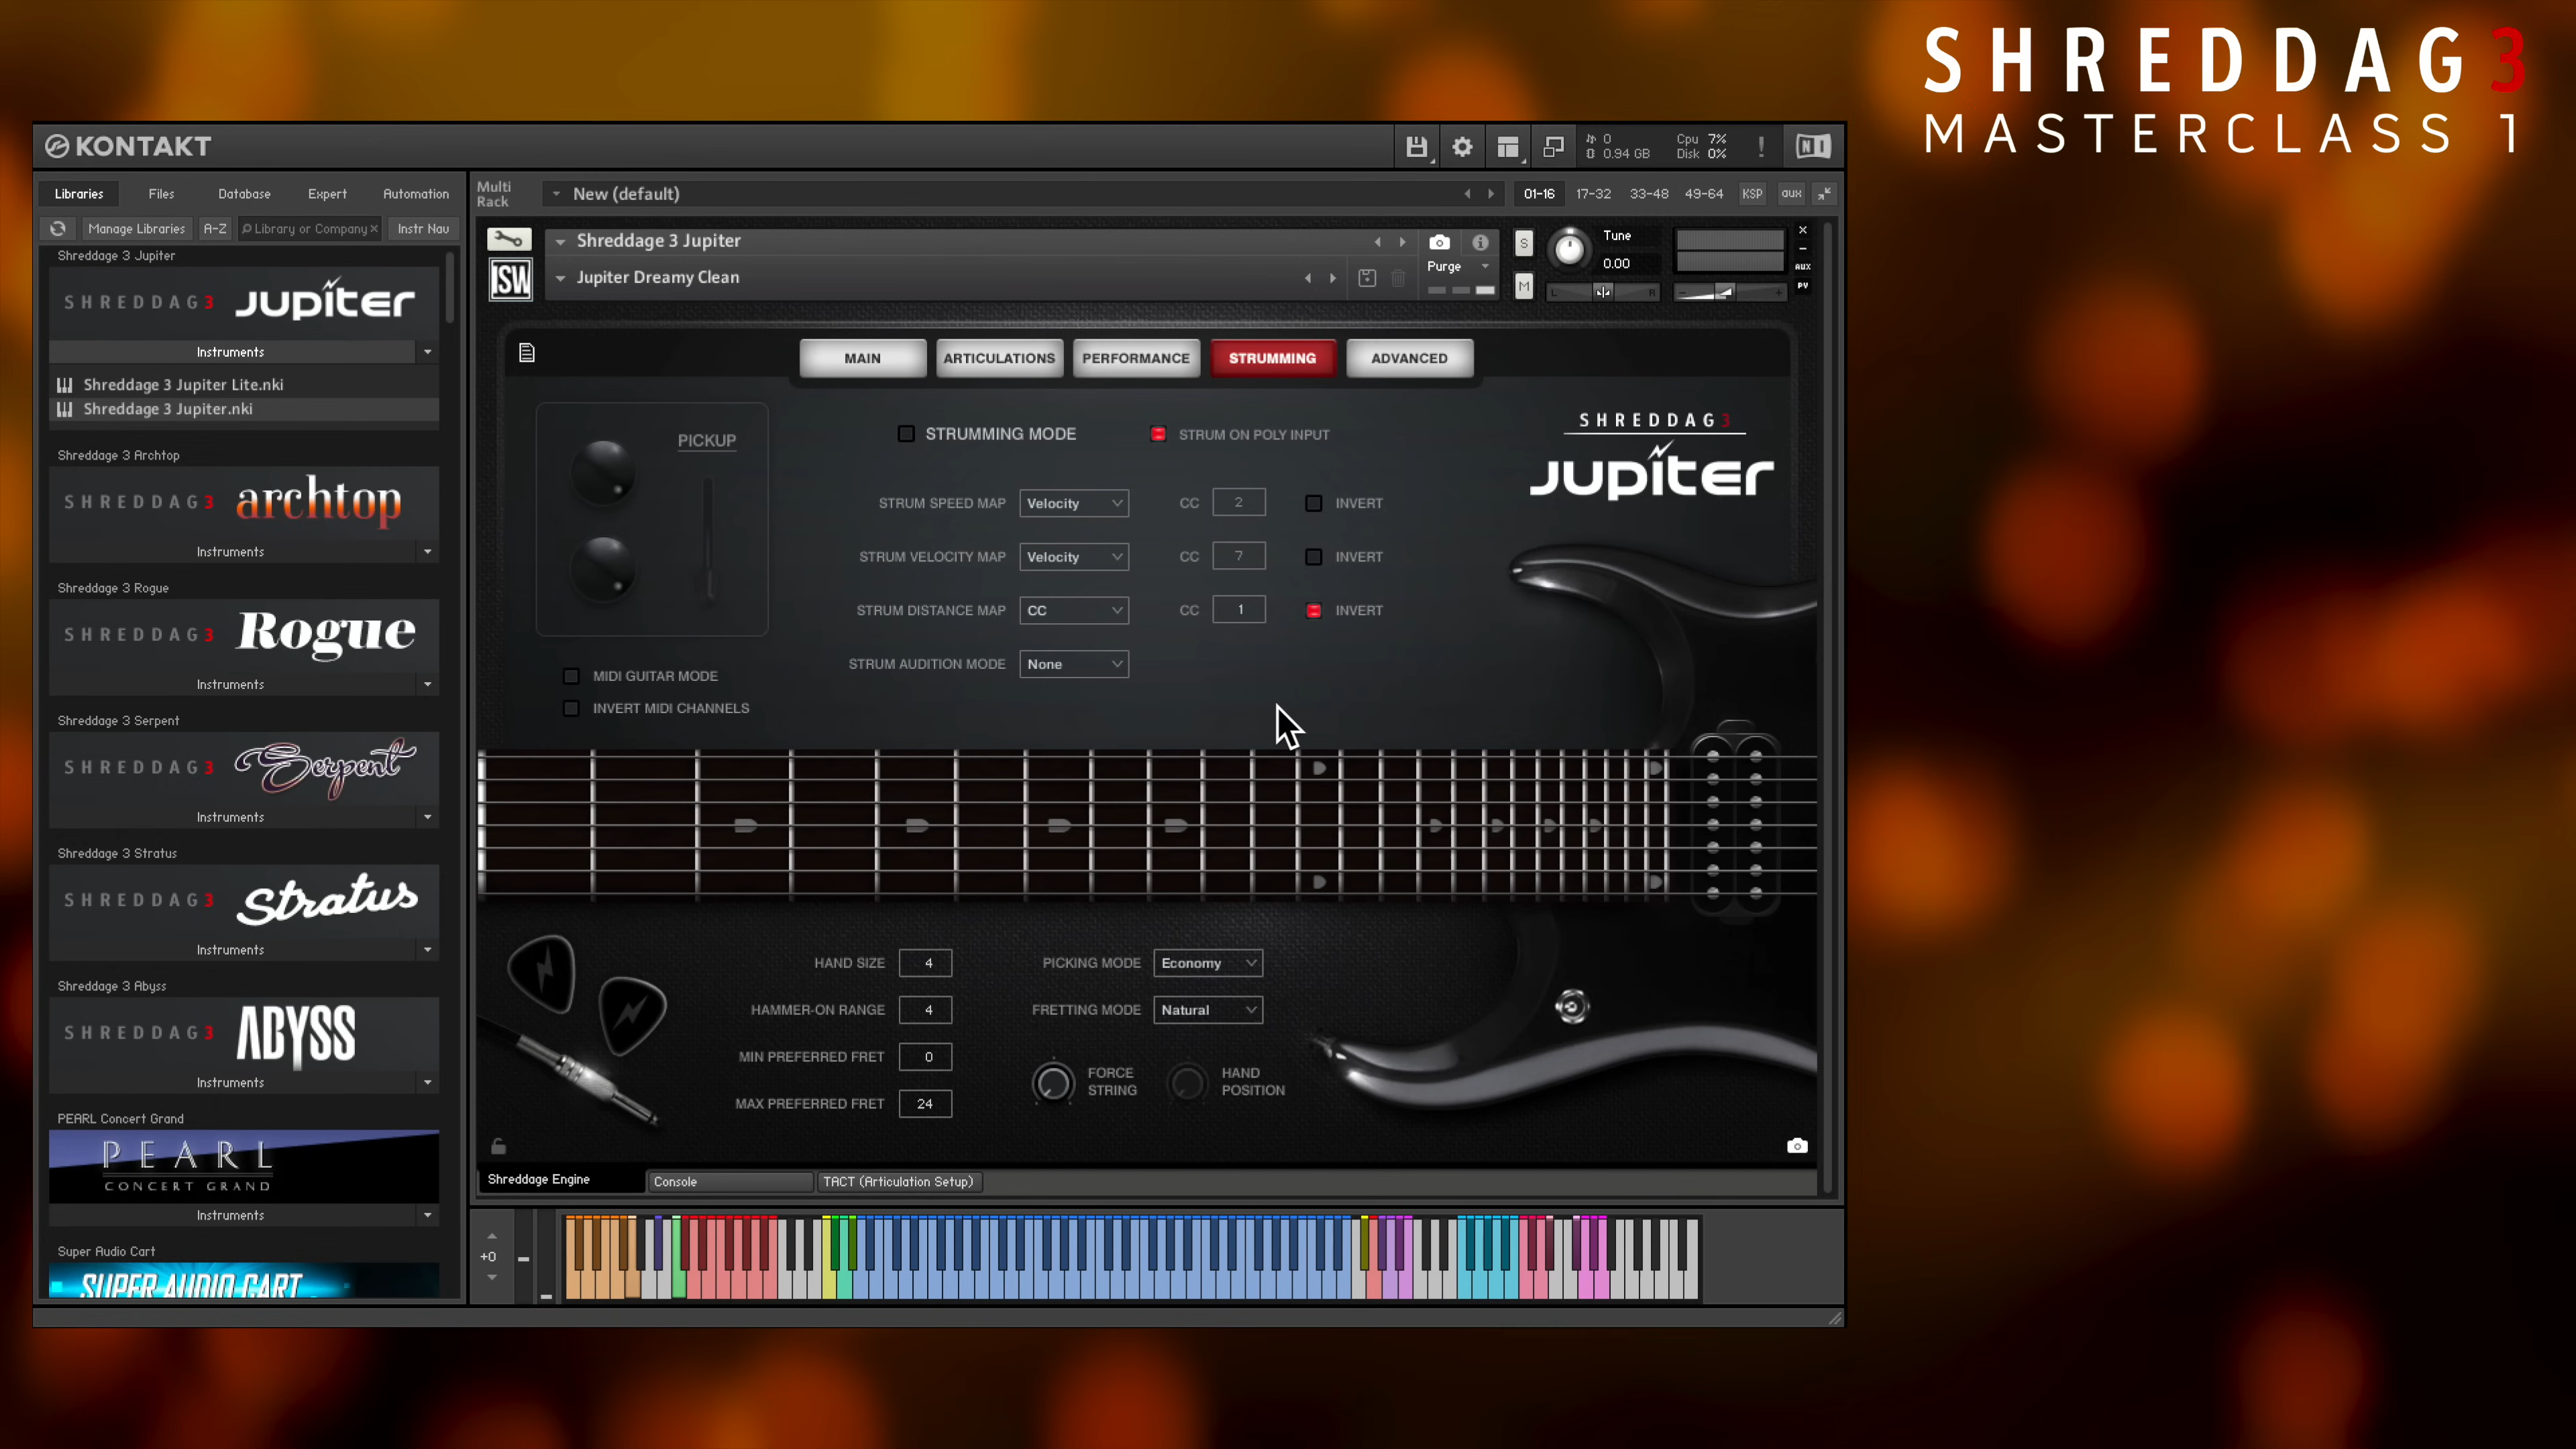 SHREDDAG3
MASTERCLASS 1
KONTAKT
0
0.94 GB
Cpu 7%
Disk 0%
!
NI
Libraries
Files
Database
Expert
Automation
Manage Libraries
A-Z
Library or Company
Instr Nav
Multi
Rack
New (default)
01-16
17-32
33-48
49-64
KSP
aux
Shreddage 3 Jupiter
SHREDDAG3 Jupiter
Instruments
Shreddage 3 Jupiter Lite.nki
Shreddage 3 Jupiter.nki
Shreddage 3 Archtop
SHREDDAG3 archtop
Instruments
Shreddage 3 Rogue
SHREDDAG3 Rogue
Instruments
Shreddage 3 Serpent
SHREDDAG3 Serpent
Instruments
Shreddage 3 Stratus
SHREDDAG3 Stratus
Instruments
Shreddage 3 Abyss
SHREDDAG3 ABYSS
Instruments
PEARL Concert Grand
PEARL
CONCERT GRAND
Instruments
Super Audio Cart
SUPER AUDIO CART
ISW
Shreddage 3 Jupiter
Jupiter Dreamy Clean
Purge
S
M
Tune
0.00
L
R
AUX
PV
MAIN
ARTICULATIONS
PERFORMANCE
STRUMMING
ADVANCED
PICKUP
STRUMMING MODE
STRUM ON POLY INPUT
SHREDDAG3
Jupiter
STRUM SPEED MAP Velocity CC 2 INVERT
STRUM VELOCITY MAP Velocity CC 7 INVERT
STRUM DISTANCE MAP CC CC 1 INVERT
STRUM AUDITION MODE None
MIDI GUITAR MODE
INVERT MIDI CHANNELS
HAND SIZE 4
PICKING MODE Economy
HAMMER-ON RANGE 4
FRETTING MODE Natural
MIN PREFERRED FRET 0
FORCE
STRING
HAND
POSITION
MAX PREFERRED FRET 24
Shreddage Engine
Console
TACT (Articulation Setup)
+0